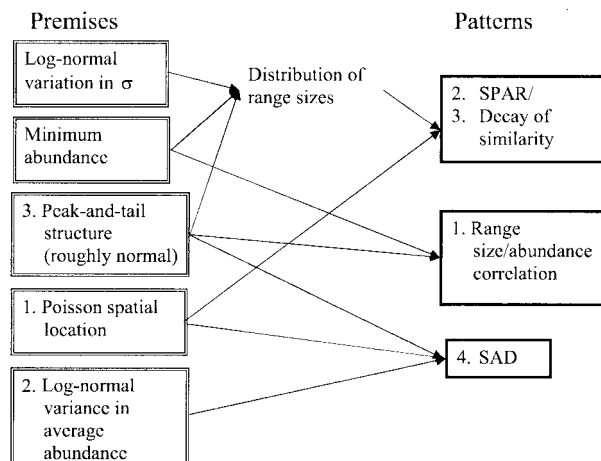 Premises
Patterns
Log-normal
variation in σ
Minimum
abundance
3. Peak-and-tail
structure
(roughly normal)
1. Poisson spatial
location
2. Log-normal
variance in
average
abundance
Distribution of
range sizes
2. SPAR/
3. Decay of
similarity
1. Range
size/abundance
correlation
4. SAD